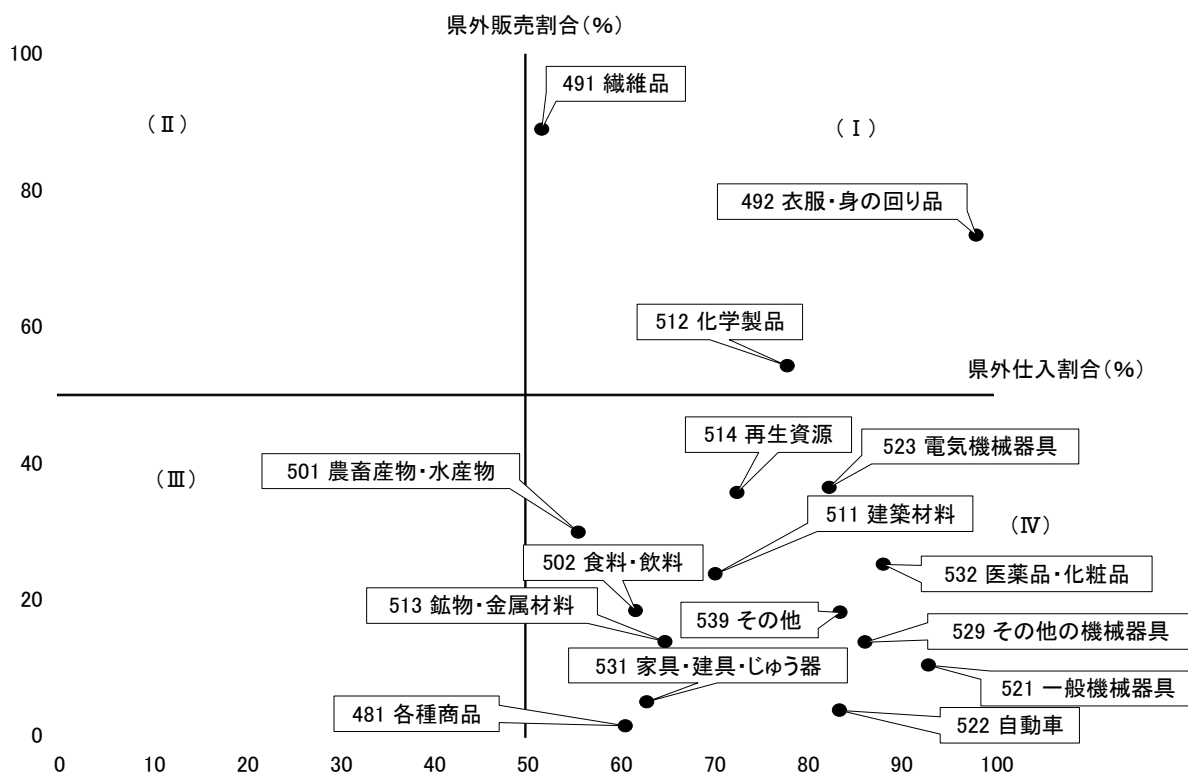 県外販売割合(%)
100
491 繊維品
(Ⅱ)
(Ⅰ)
80
492 衣服・身の回り品
60
512 化学製品
県外仕入割合(%)
514 再生資源
523 電気機械器具
40
501 農畜産物・水産物
(Ⅲ)
511 建築材料
(Ⅳ)
502 食料・飲料
532 医薬品・化粧品
20
513 鉱物・金属材料
539 その他
529 その他の機械器具
531 家具・建具・じゅう器
521 一般機械器具
481 各種商品
522 自動車
0
0 10 20 30 40 50 60 70 80 90 100